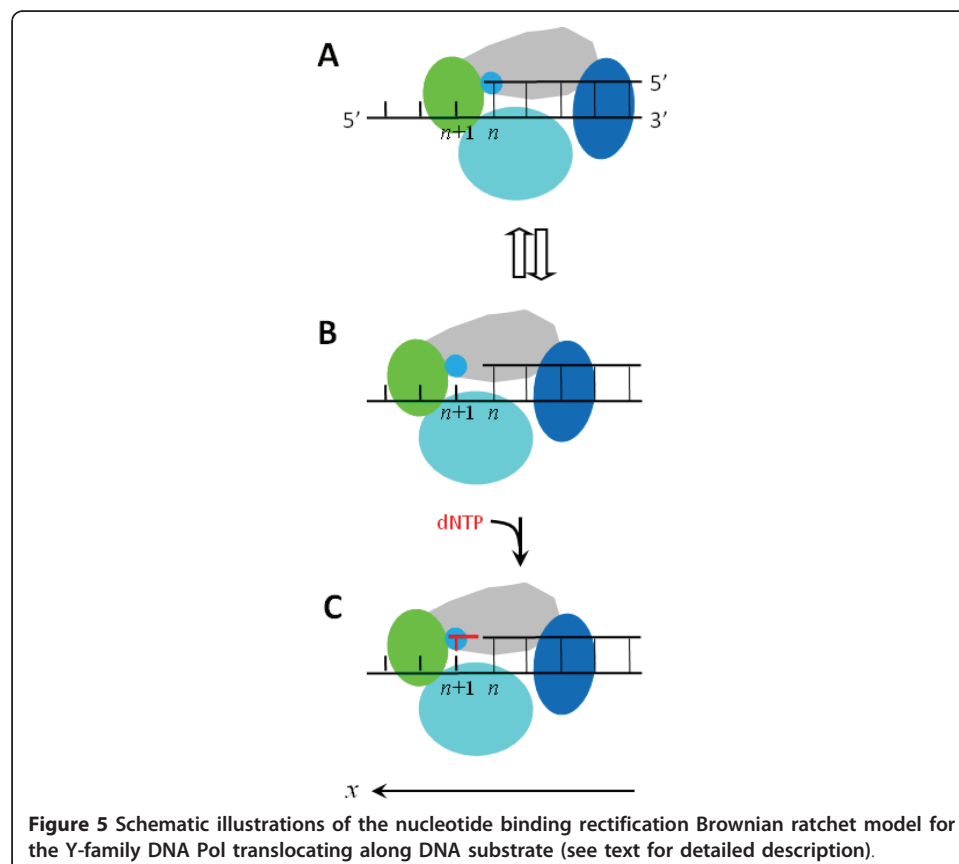 A
5’
5’
3’
n+1 n
B
n+1 n
dNTP
C
n+1 n
x
Figure 5 Schematic illustrations of the nucleotide binding rectification Brownian ratchet model for
the Y-family DNA Pol translocating along DNA substrate (see text for detailed description).